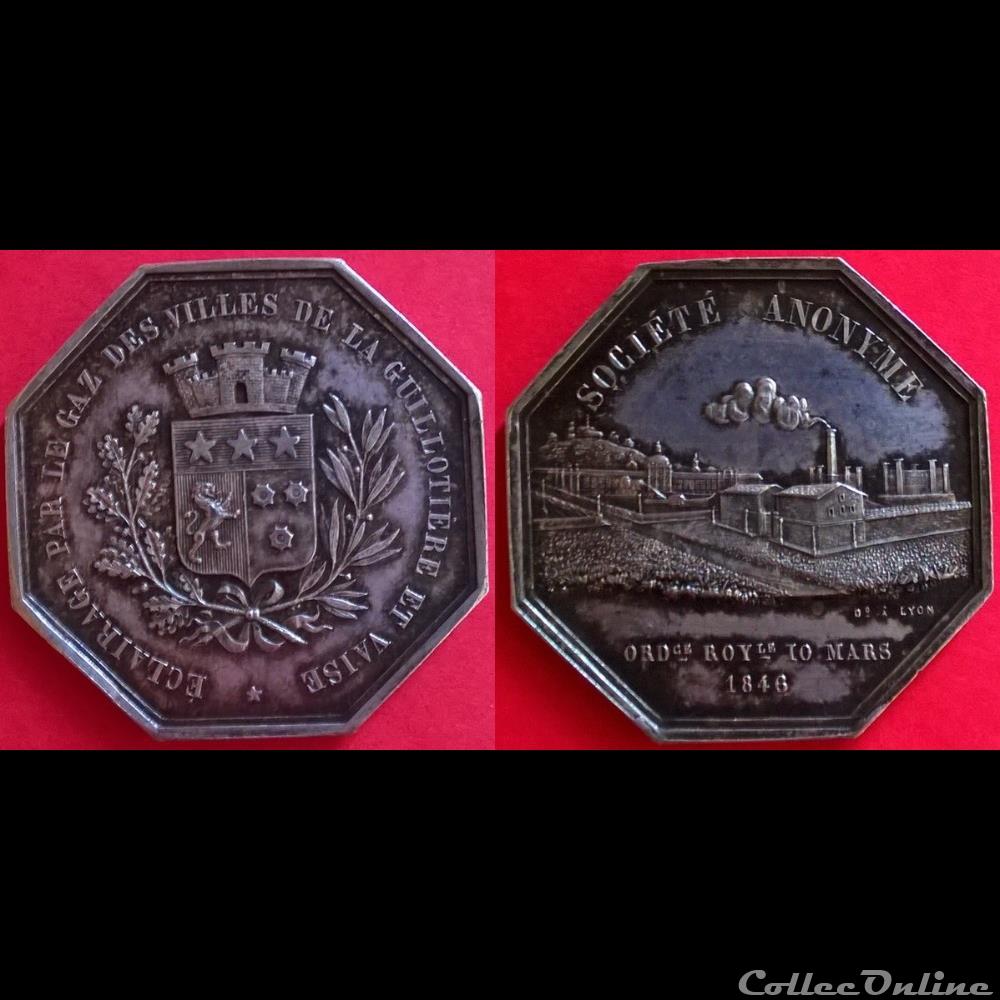 ÉCLAIRAGE PAR LE GAZ DES VILLES DE LA GUILLOTIÈRE ET VAISE
SOCIÉTÉ ANONYME
À LYON
ORDCE ROYLE 10 MARS
1846
CollecOnline